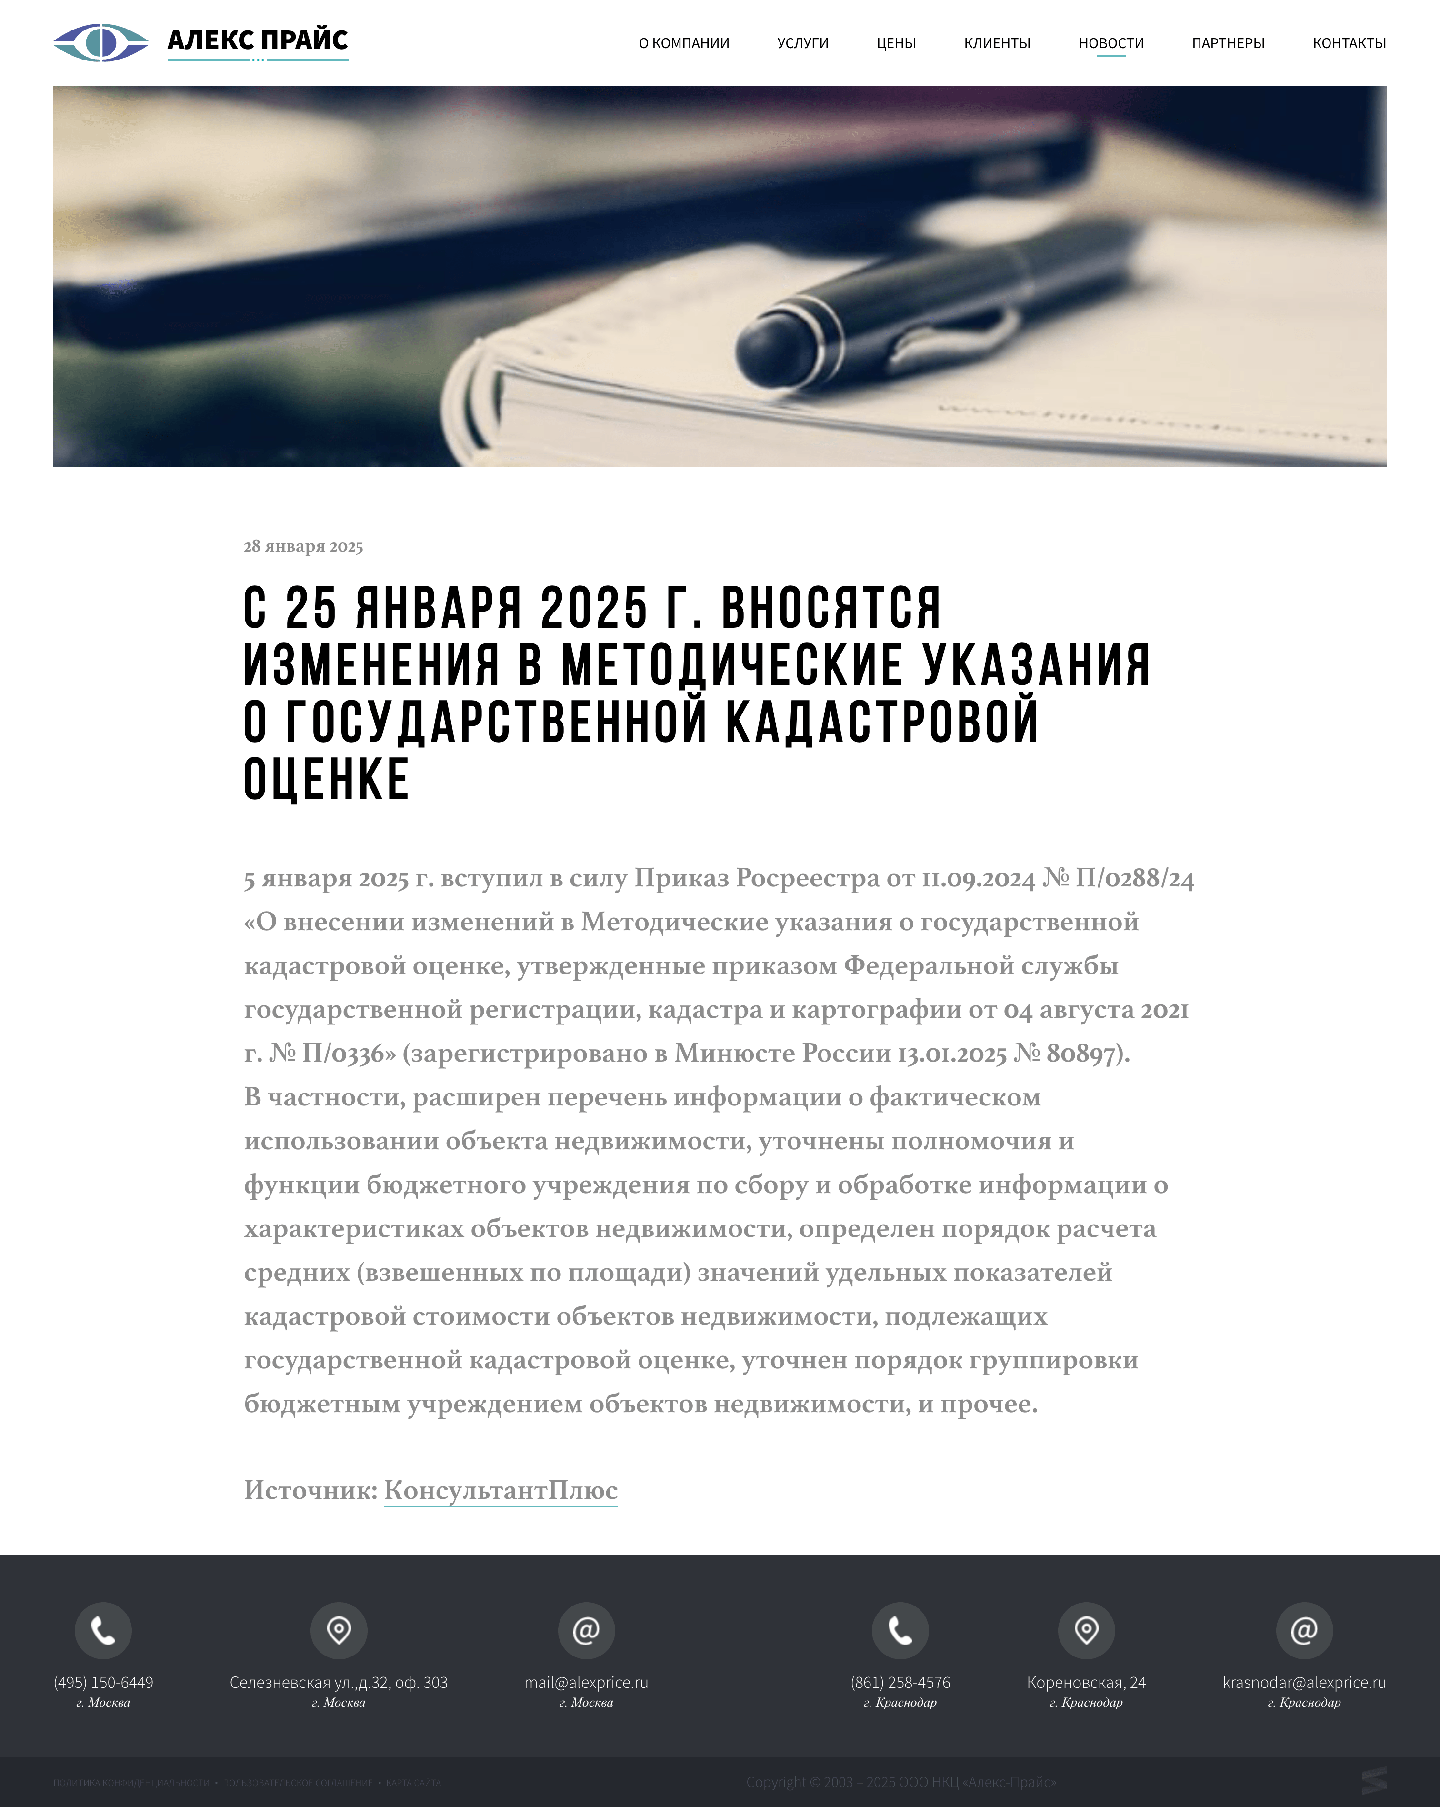 АЛЕКС ПРАЙС
О КОМПАНИИ УСЛУГИ ЦЕНЫ КЛИЕНТЫ НОВОСТИ ПАРТНЕРЫ КОНТАКТЫ
28 января 2025
С 25 ЯНВАРЯ 2025 Г. ВНОСЯТСЯ
ИЗМЕНЕНИЯ В МЕТОДИЧЕСКИЕ УКАЗАНИЯ
О ГОСУДАРСТВЕННОЙ КАДАСТРОВОЙ
ОЦЕНКЕ
5 января 2025 г. вступил в силу Приказ Росреестра от 11.09.2024 № П/0288/24
«О внесении изменений в Методические указания о государственной
кадастровой оценке, утвержденные приказом Федеральной службы
государственной регистрации, кадастра и картографии от 04 августа 2021
г. № П/0336» (зарегистрировано в Минюсте России 13.01.2025 № 80897).
В частности, расширен перечень информации о фактическом
использовании объекта недвижимости, уточнены полномочия и
функции бюджетного учреждения по сбору и обработке информации о
характеристиках объектов недвижимости, определен порядок расчета
средних (взвешенных по площади) значений удельных показателей
кадастровой стоимости объектов недвижимости, подлежащих
государственной кадастровой оценке, уточнен порядок группировки
бюджетным учреждением объектов недвижимости, и прочее.
Источник: КонсультантПлюс
(495) 150-6449 Селезневская ул.,д.32, оф. 303 mail@alexprice.ru (861) 258-4576 Кореновская, 24 krasnodar@alexprice.ru
г. Москва г. Москва г. Москва г. Краснодар г. Краснодар г. Краснодар
ПОЛИТИКА КОНФИДЕНЦИАЛЬНОСТИ • ПОЛЬЗОВАТЕЛЬСКОЕ СОГЛАШЕНИЕ • КАРТА САЙТА Copyright © 2003 – 2025 ООО НКЦ «Алекс-Прайс»